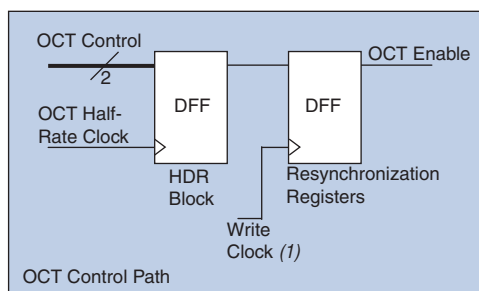 OCT Control
2
OCT Half-
Rate Clock
DFF
HDR
Block
DFF
Resynchronization
Registers
OCT Enable
Write
Clock (1)
OCT Control Path